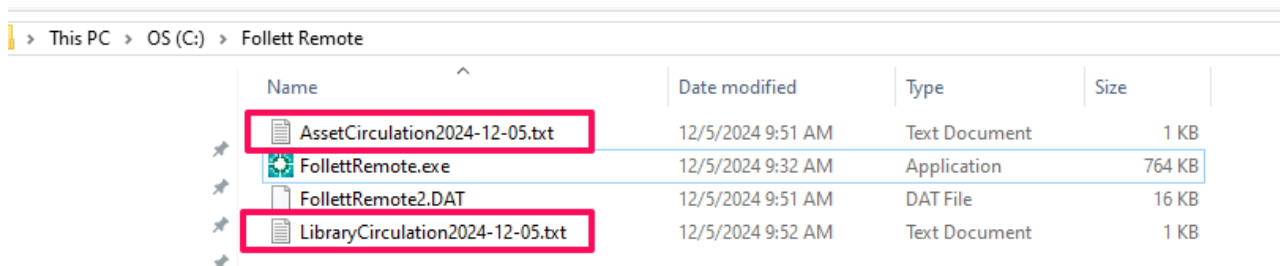 This PC > OS (C:) > Follett Remote
Name Date modified Type Size
AssetCirculation2024-12-05.txt 12/5/2024 9:51 AM Text Document 1 KB
FollettRemote.exe 12/5/2024 9:32 AM Application 764 KB
FollettRemote2.DAT 12/5/2024 9:51 AM DAT File 16 KB
LibraryCirculation2024-12-05.txt 12/5/2024 9:52 AM Text Document 1 KB